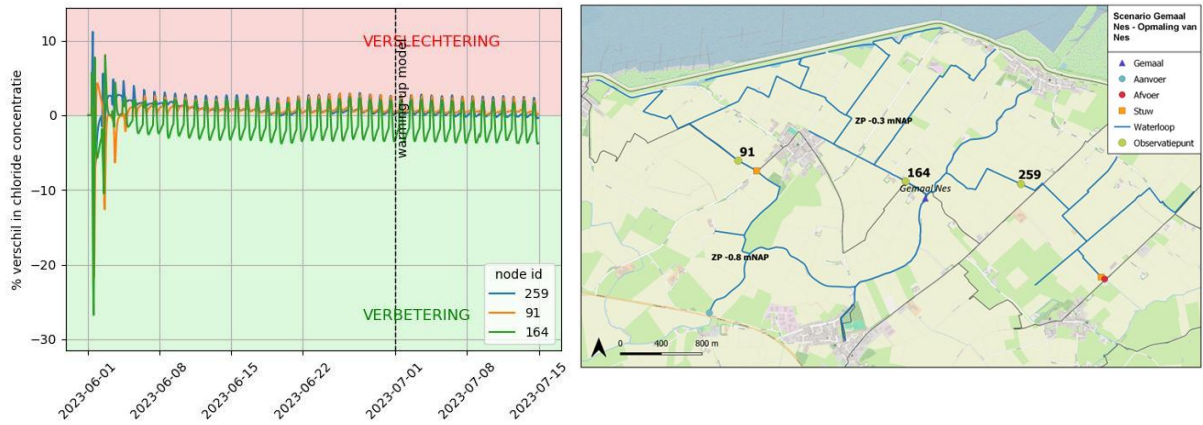 % verschil in chloride concentratie
10
0
−10
−20
−30
VERSLECHTERING
warming-up model
VERBETERING
node id
259
91
164
2023-06-01
2023-06-08
2023-06-15
2023-06-22
2023-07-01
2023-07-08
2023-07-15
Scenario Gemaal
Nes - Opmaling van
Nes
Gemaal
Aanvoer
Afvoer
Stuw
Waterloop
Observatiepunt
ZP -0.3 mNAP
91
164
Gemaal Nes
259
ZP -0.8 mNAP
0 400 800 m